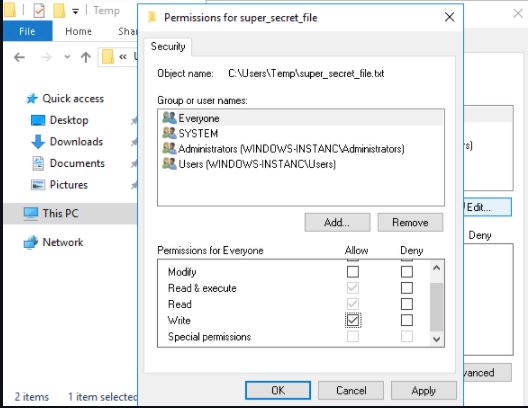 Temp
Permissions for super_secret_file
File
Home
Security
Object name: C:\Users\Temp\super_secret_file.txt
Group or user names:
Everyone
SYSTEM
Administrators (WINDOWS-INSTANC\Administrators)
Users (WINDOWS-INSTANC\Users)
Quick access
Desktop
Downloads
Documents
Pictures
This PC
Network
Add...
Remove
Permissions for Everyone Allow Deny
Modify
Read & execute
Read
Write
Special permissions
OK
Cancel
Apply
Edit...
Deny
2 items 1 item selected